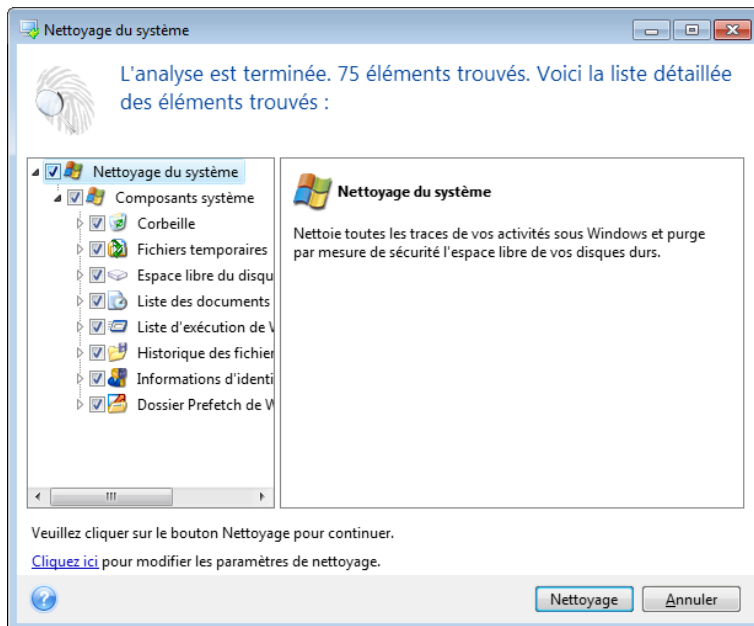 Nettoyage du système
L'analyse est terminée. 75 éléments trouvés. Voici la liste détaillée
des éléments trouvés :
Nettoyage du système
Composants système
Corbeille
Fichiers temporaires
Espace libre du disqu
Liste des documents
Liste d'exécution de
Historique des fichier
Informations d'identi
Dossier Prefetch de
Nettoyage du système
Nettoie toutes les traces de vos activités sous Windows et purge
par mesure de sécurité l'espace libre de vos disques durs.
Veuillez cliquer sur le bouton Nettoyage pour continuer.
Cliquez ici pour modifier les paramètres de nettoyage.
Nettoyage
Annuler